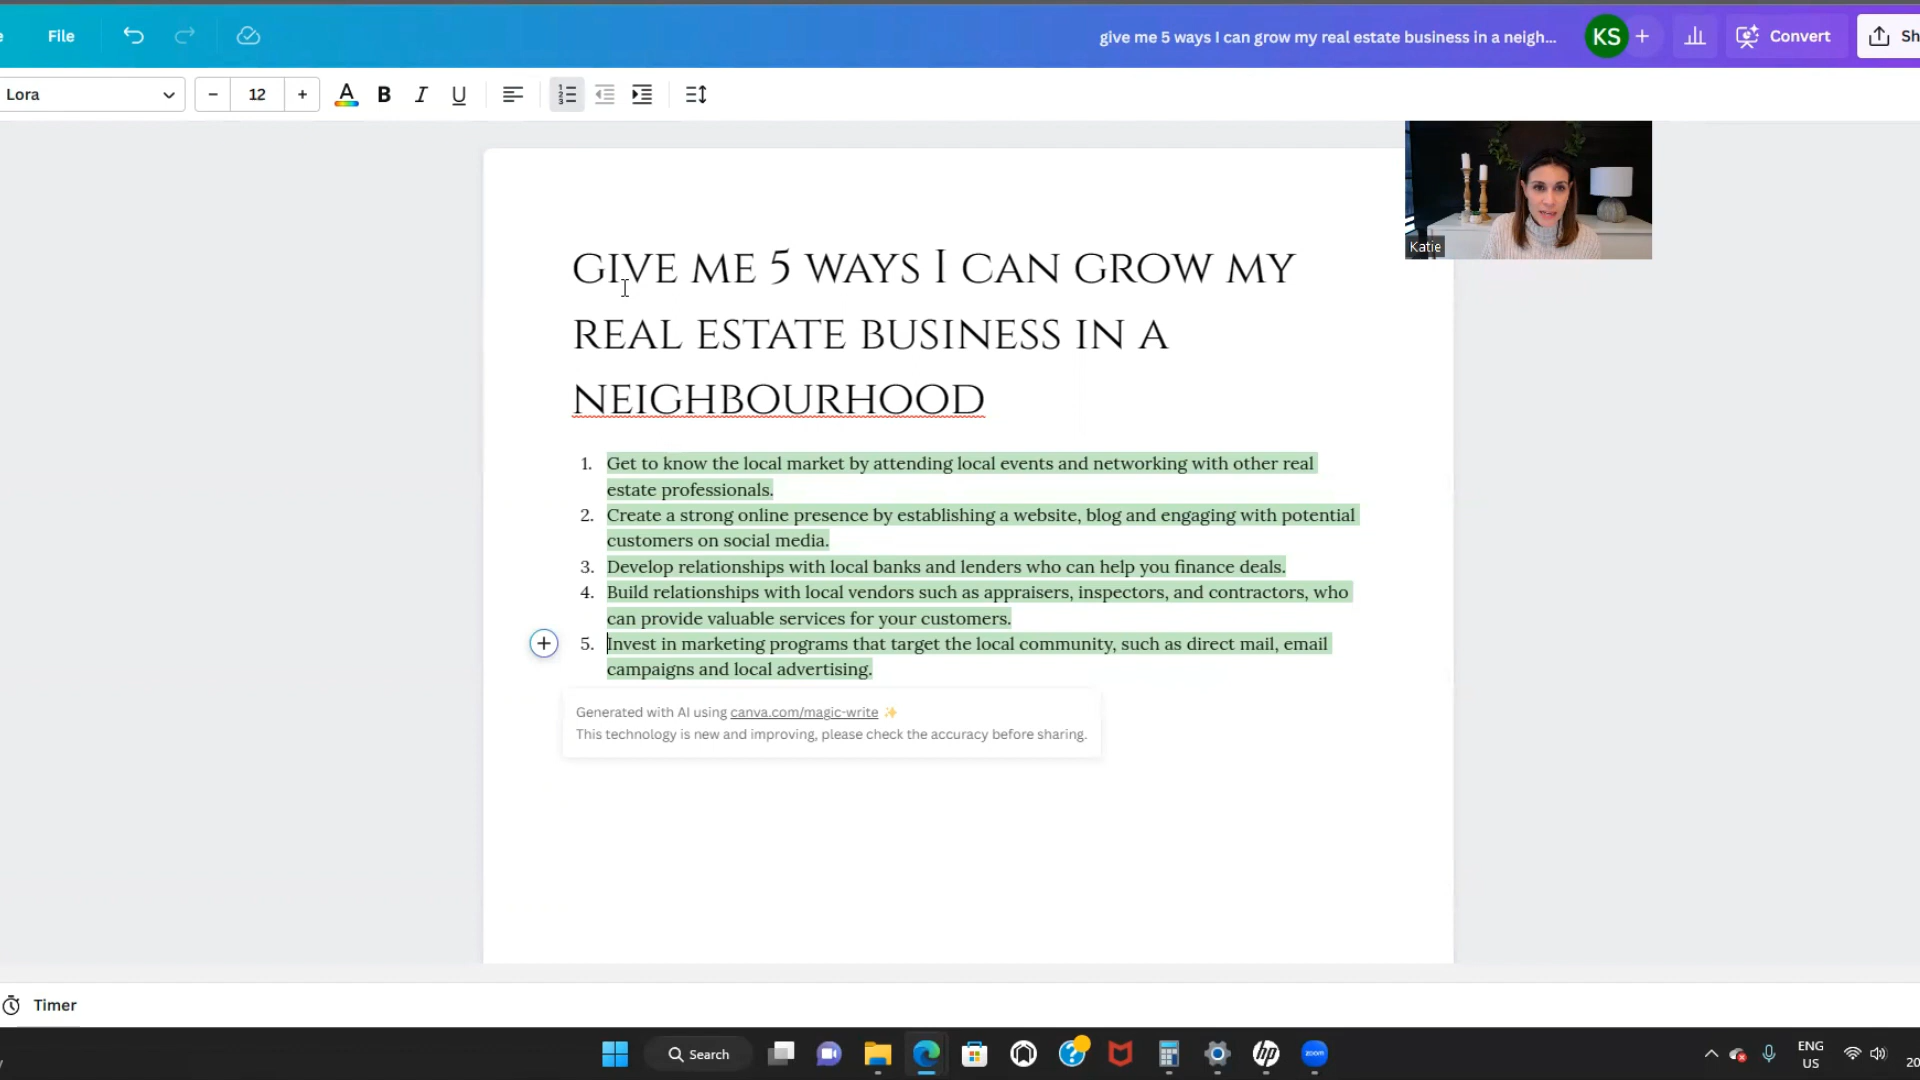 File
give me 5 ways I can grow my real estate business in a neigh...
KS
Convert
Sh
Lora
12
Katie
GIVE ME 5 WAYS I CAN GROW MY
REAL ESTATE BUSINESS IN A
NEIGHBOURHOOD
1. Get to know the local market by attending local events and networking with other real
estate professionals.
2. Create a strong online presence by establishing a website, blog and engaging with potential
customers on social media.
3. Develop relationships with local banks and lenders who can help you finance deals.
4. Build relationships with local vendors such as appraisers, inspectors, and contractors, who
can provide valuable services for your customers.
5. Invest in marketing programs that target the local community, such as direct mail, email
campaigns and local advertising.
Generated with AI using canva.com/magic-write ✨
This technology is new and improving, please check the accuracy before sharing.
Timer
Search
hp
zoom
ENG
US
20